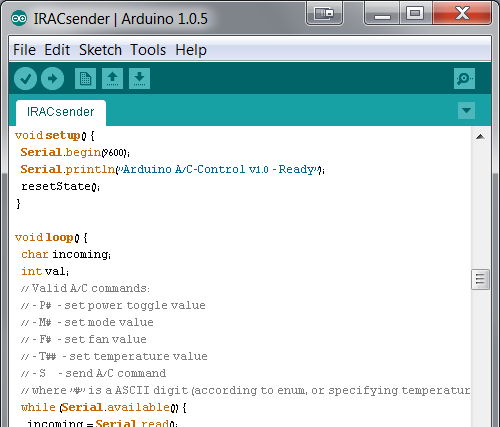 IRACsender | Arduino 1.0.5
File Edit Sketch Tools Help
IRACsender
void setup() {
Serial.begin(9600);
Serial.println("Arduino A/C-Control v1.0 - Ready");
resetState();
}
void loop() {
char incoming;
int val;
// Valid A/C commands:
// - P# - set power toggle value
// - M# - set mode value
// - F# - set fan value
// - T## - set temperature value
// - S - send A/C command
// where "#" is a ASCII digit (according to enum, or specifying temperatur
while (Serial.available()) {
incoming = Serial.read();